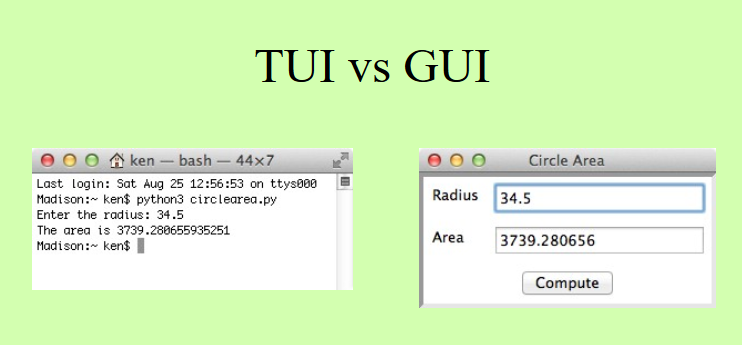 TUI vs GUI
ken — bash — 44×7
Last login: Sat Aug 25 12:56:53 on ttys000
Madison:~ ken$ python3 circlearea.py
Enter the radius: 34.5
The area is 3739.280655935251
Madison:~ ken$
Circle Area
Radius 34.5
Area 3739.280656
Compute